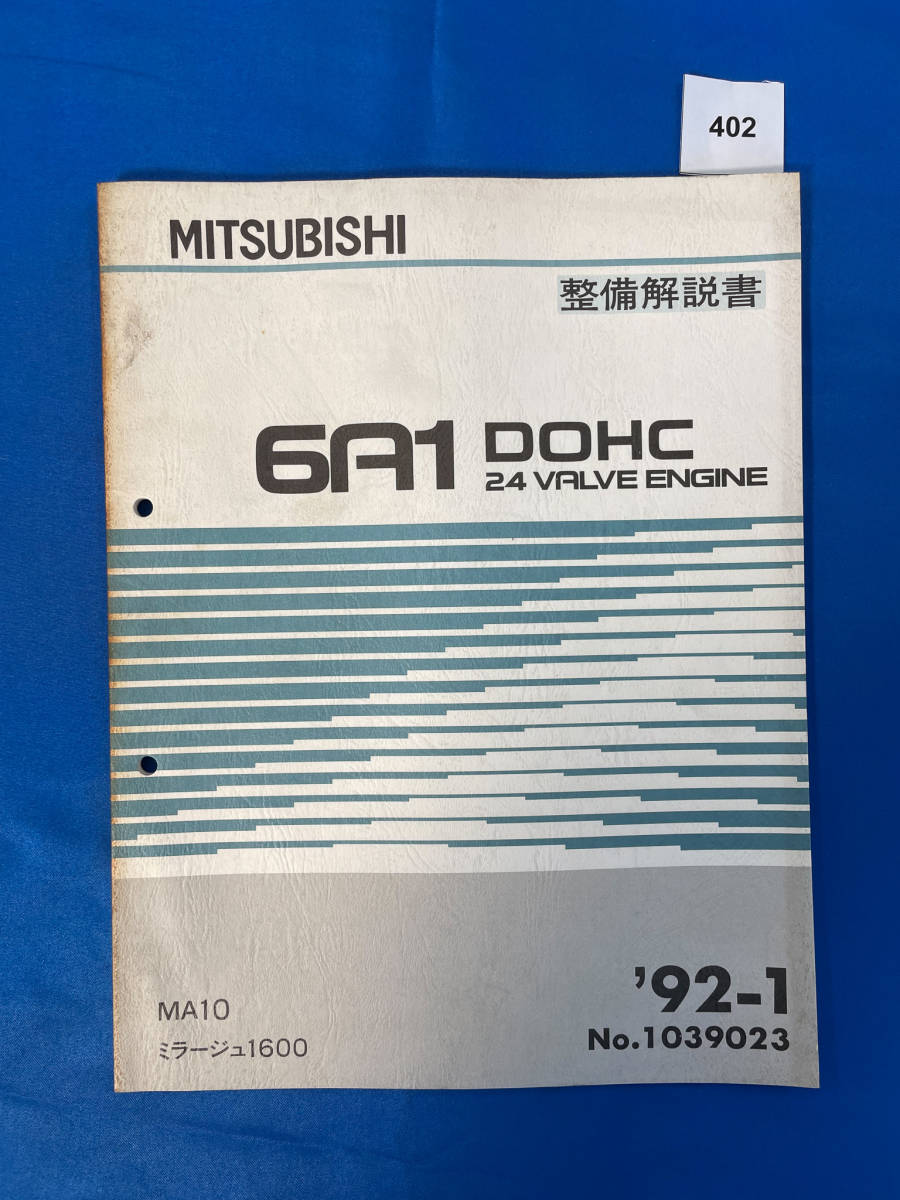 402
MITSUBISHI
整備解説書
6A1 DOHC
24 VALVE ENGINE
MA10
ミラージュ1600
'92-1
No.1039023